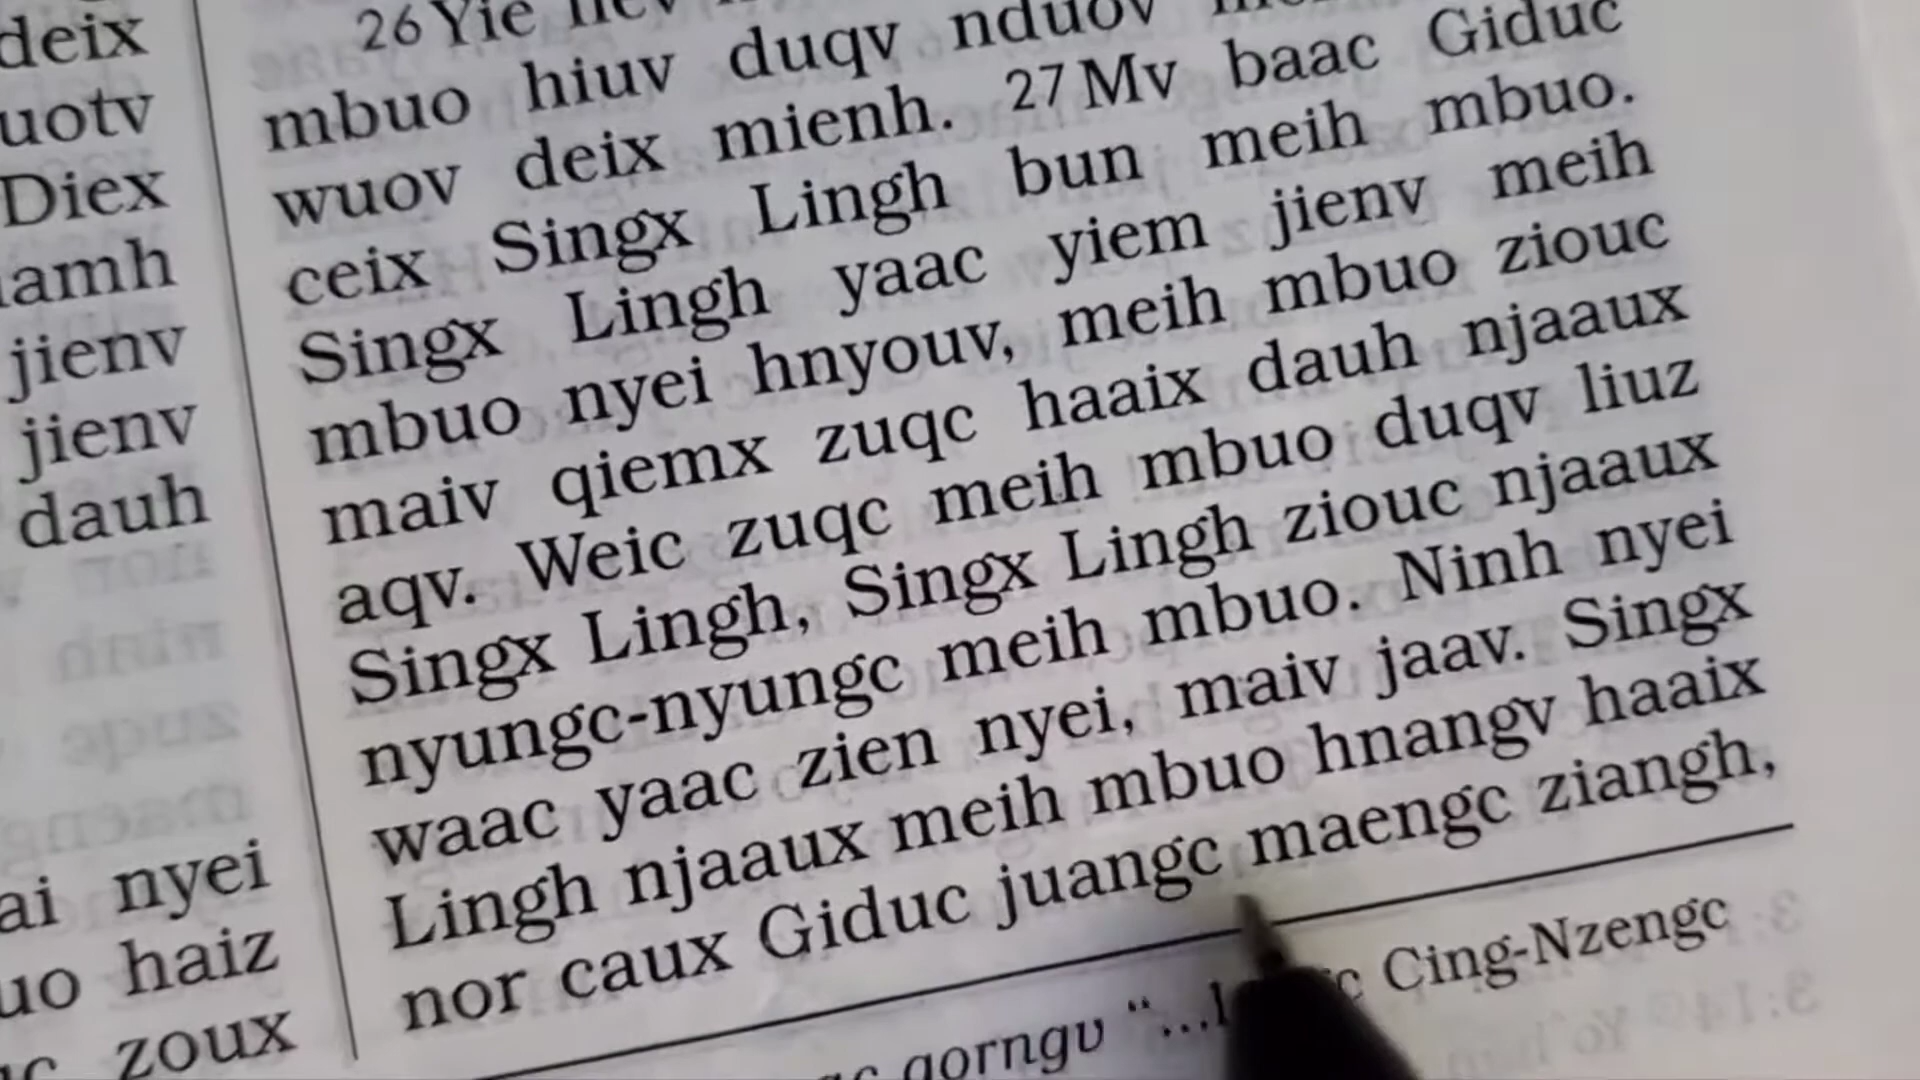 deix
uotv
Diex
amh
jienv
jienv
dauh
ai nyei
uo haiz
zoux
26 Yie
mbuo hiuv duqv nduov
wuov deix mienh. 27 Mv baac Giduc
ceix Singx Lingh bun meih mbuo.
Singx Lingh yaac yiem jienv meih
mbuo nyei hnyouv, meih mbuo ziouc
maiv qiemx zuqc haaix dauh njaaux
aqv. Weic zuqc meih mbuo duqv liuz
Singx Lingh, Singx Lingh ziouc njaaux
nyungc-nyungc meih mbuo. Ninh nyei
waac yaac zien nyei, maiv jaav. Singx
Lingh njaaux meih mbuo hnangv haaix
nor caux Giduc juangc maengc ziangh,
gorngv "... Cing-Nzengc